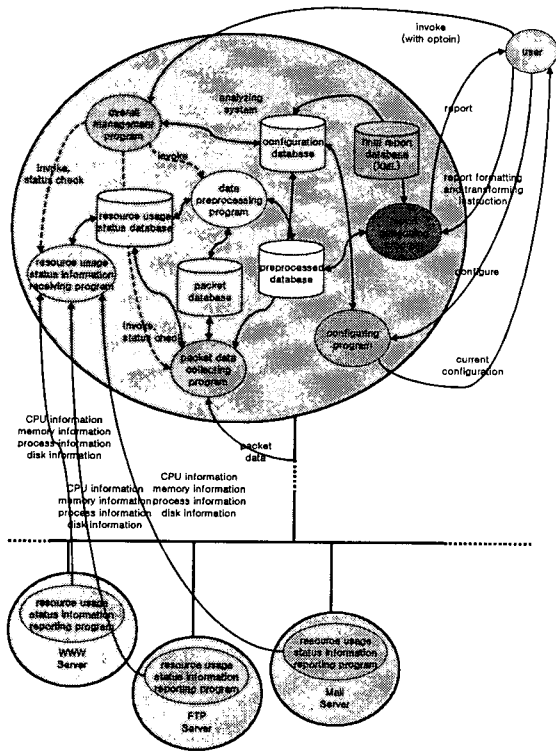 invoke
(with optoin)
user
report
analyzing
system
overall
management
program
configuration
database
final report
database
(XML)
invoke,
status check
invoke
data
preprocessing
program
report formatting
and transforming
instruction
resource usage
status database
resource usage
status information
receiving program
packet
database
preprocessed
database
configure
invoke,
status check
configuring
program
packet data
collecting
program
current
configuration
CPU information
memory information
process information
disk information
packet
data
CPU information
memory information
process information
disk information
CPU information
memory information
process information
disk information
resource usage
status information
reporting program
WWW
Server
resource usage
status information
reporting program
FTP
Server
resource usage
status information
reporting program
Mail
Server